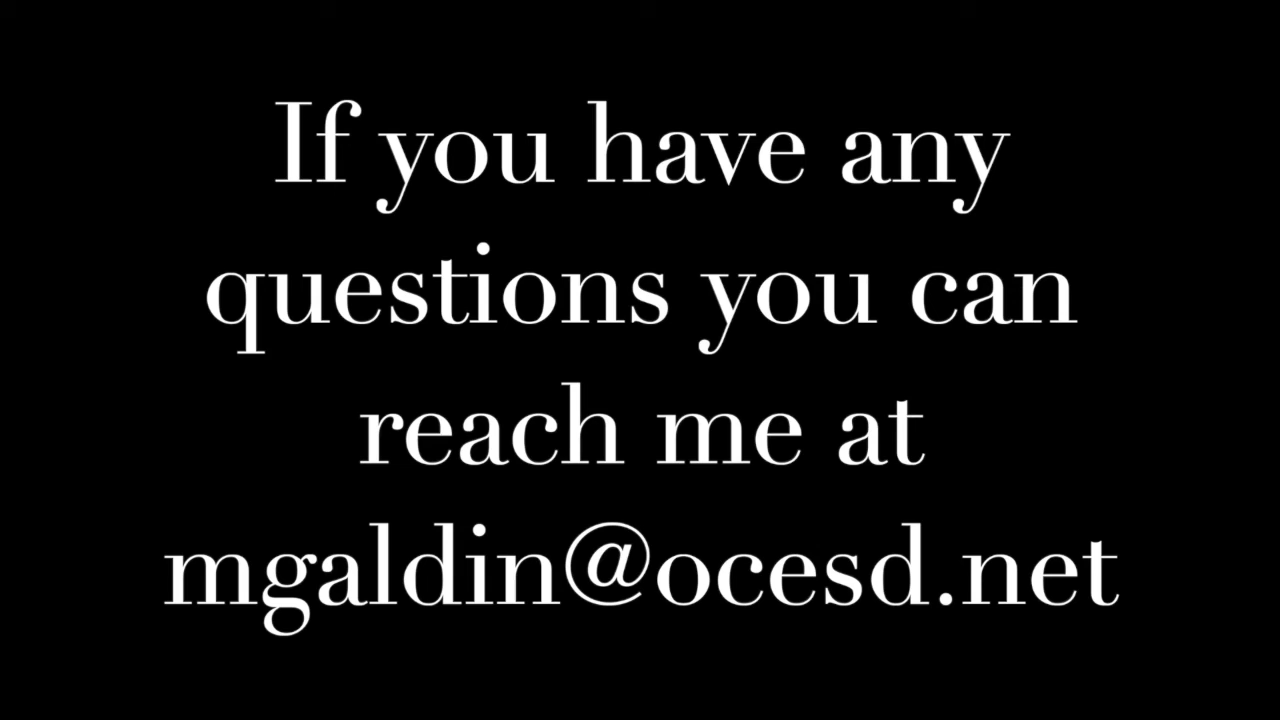 If you have any
questions you can
reach me at
mgaldin@ocesd.net